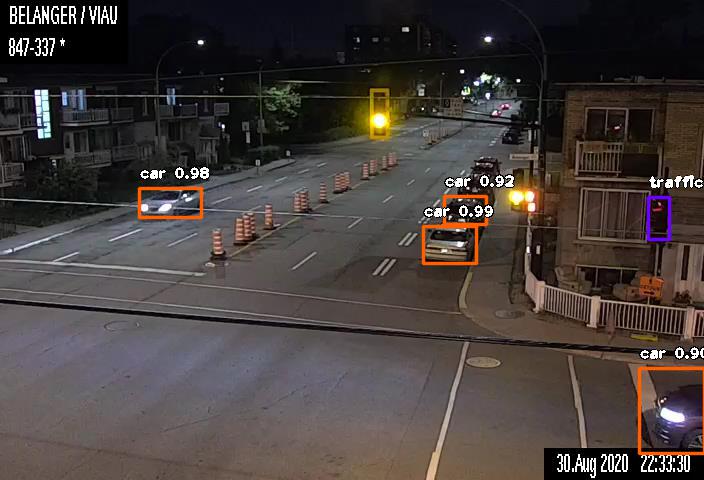 BELANGER / VIAU
847-337 *
car 0.98
car 0.92
traffic
car 0.99
car 0.90
30.Aug 2020 22:33:30